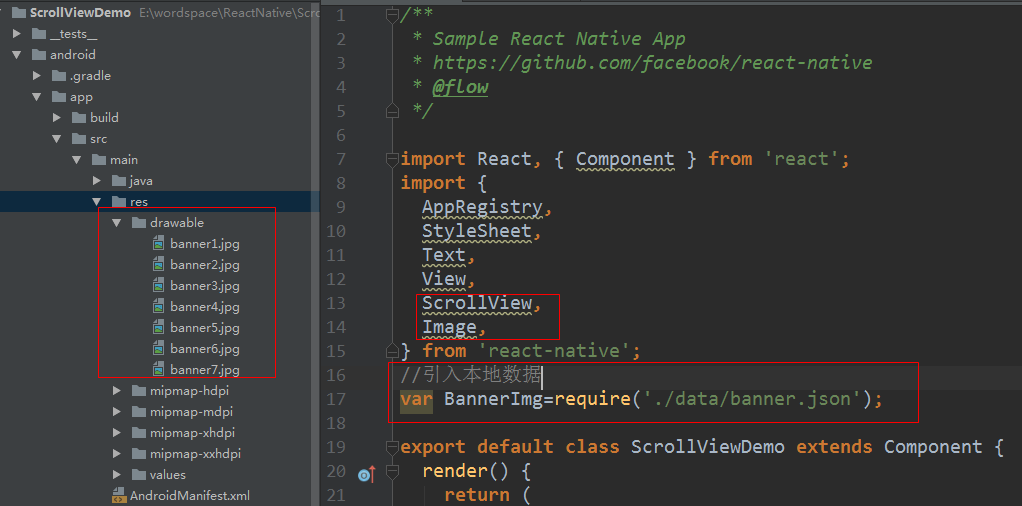 ScrollViewDemo E:\wordspace\ReactNative\Scr
__tests__
android
.gradle
app
build
src
main
java
res
drawable
banner1.jpg
banner2.jpg
banner3.jpg
banner4.jpg
banner5.jpg
banner6.jpg
banner7.jpg
mipmap-hdpi
mipmap-mdpi
mipmap-xhdpi
mipmap-xxhdpi
values
AndroidManifest.xml
1 /**
2 * Sample React Native App
3 * https://github.com/facebook/react-native
4 * @flow
5 */
6
7 import React, { Component } from 'react';
8 import {
9 AppRegistry,
10 StyleSheet,
11 Text,
12 View,
13 ScrollView,
14 Image,
15 } from 'react-native';
16 //引入本地数据
17 var BannerImg=require('./data/banner.json');
18
19 export default class ScrollViewDemo extends Component {
20 render() {
21 return (